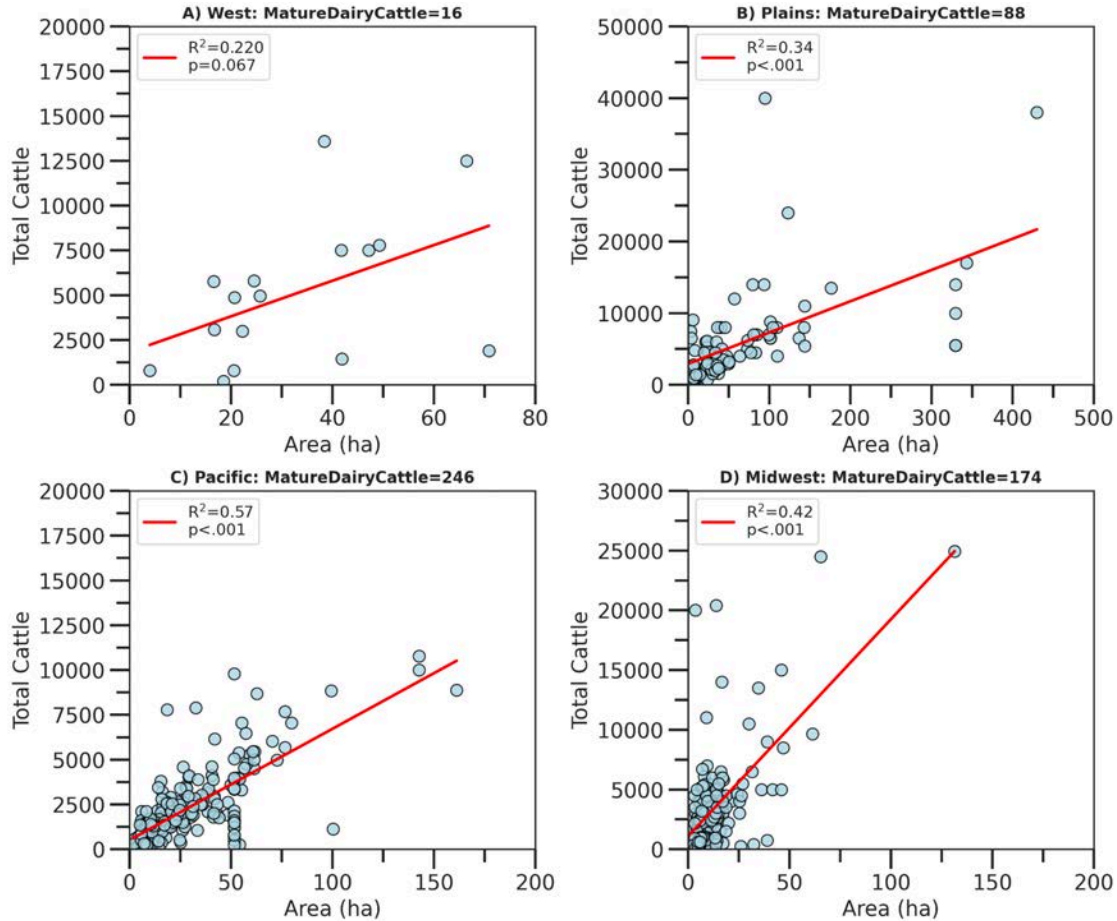 A) West: MatureDairyCattle=16
R²=0.220
p=0.067
20000
17500
15000
12500
10000
7500
5000
2500
0
Total Cattle
0 20 40 60 80
Area (ha)
B) Plains: MatureDairyCattle=88
R²=0.34
p<.001
50000
40000
30000
20000
10000
0
Total Cattle
0 100 200 300 400 500
Area (ha)
C) Pacific: MatureDairyCattle=246
R²=0.57
p<.001
20000
17500
15000
12500
10000
7500
5000
2500
0
Total Cattle
0 50 100 150 200
Area (ha)
D) Midwest: MatureDairyCattle=174
R²=0.42
p<.001
30000
25000
20000
15000
10000
5000
0
Total Cattle
0 50 100 150 200
Area (ha)